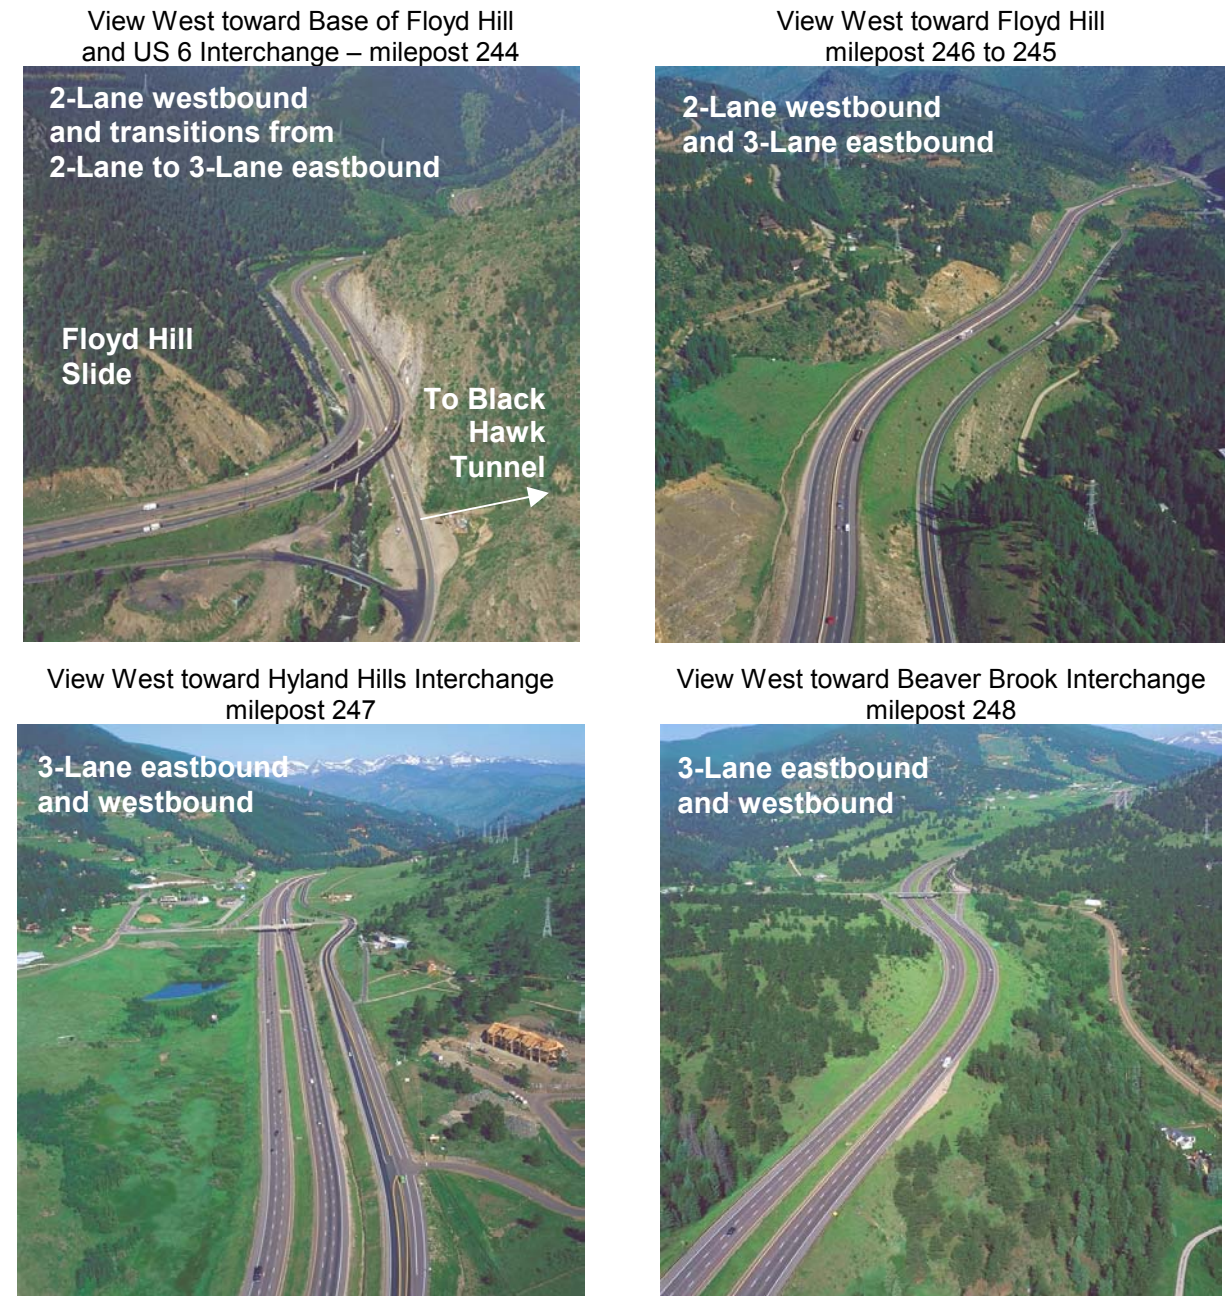 View West toward Base of Floyd Hill
and US 6 Interchange – milepost 244
2-Lane westbound
and transitions from
2-Lane to 3-Lane eastbound
Floyd Hill
Slide
To Black
Hawk
Tunnel
View West toward Floyd Hill
milepost 246 to 245
2-Lane westbound
and 3-Lane eastbound
View West toward Hyland Hills Interchange
milepost 247
3-Lane eastbound
and westbound
View West toward Beaver Brook Interchange
milepost 248
3-Lane eastbound
and westbound